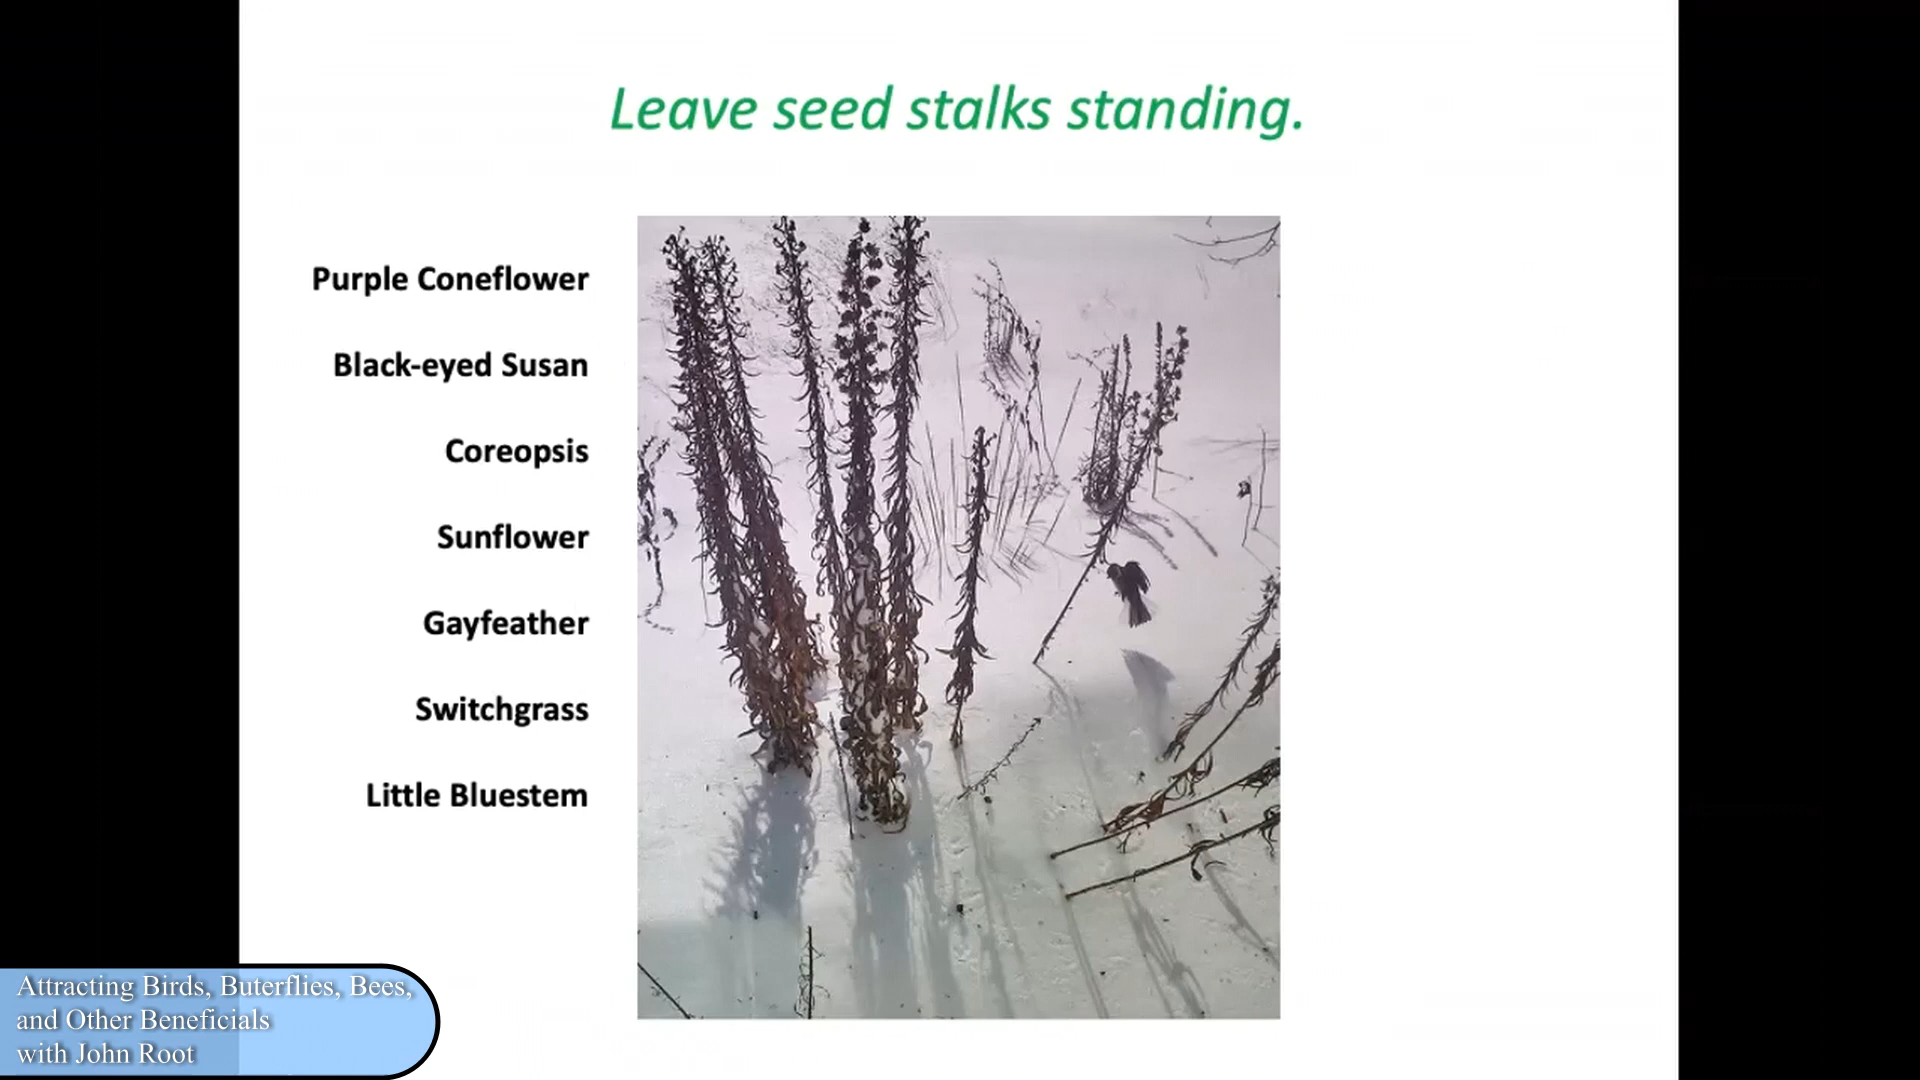 Leave seed stalks standing.
Purple Coneflower
Black-eyed Susan
Coreopsis
Sunflower
Gayfeather
Switchgrass
Little Bluestem
Attracting Birds, Buterflies, Bees,
and Other Beneficials
with John Root